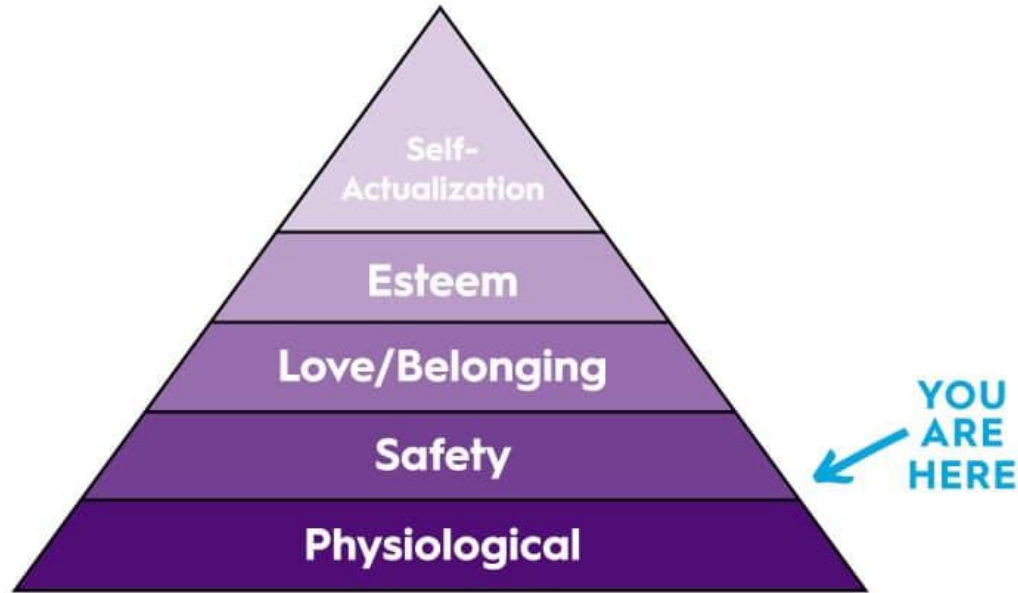 Self-
Actualization
Esteem
Love/Belonging
Safety
Physiological
YOU
ARE
HERE